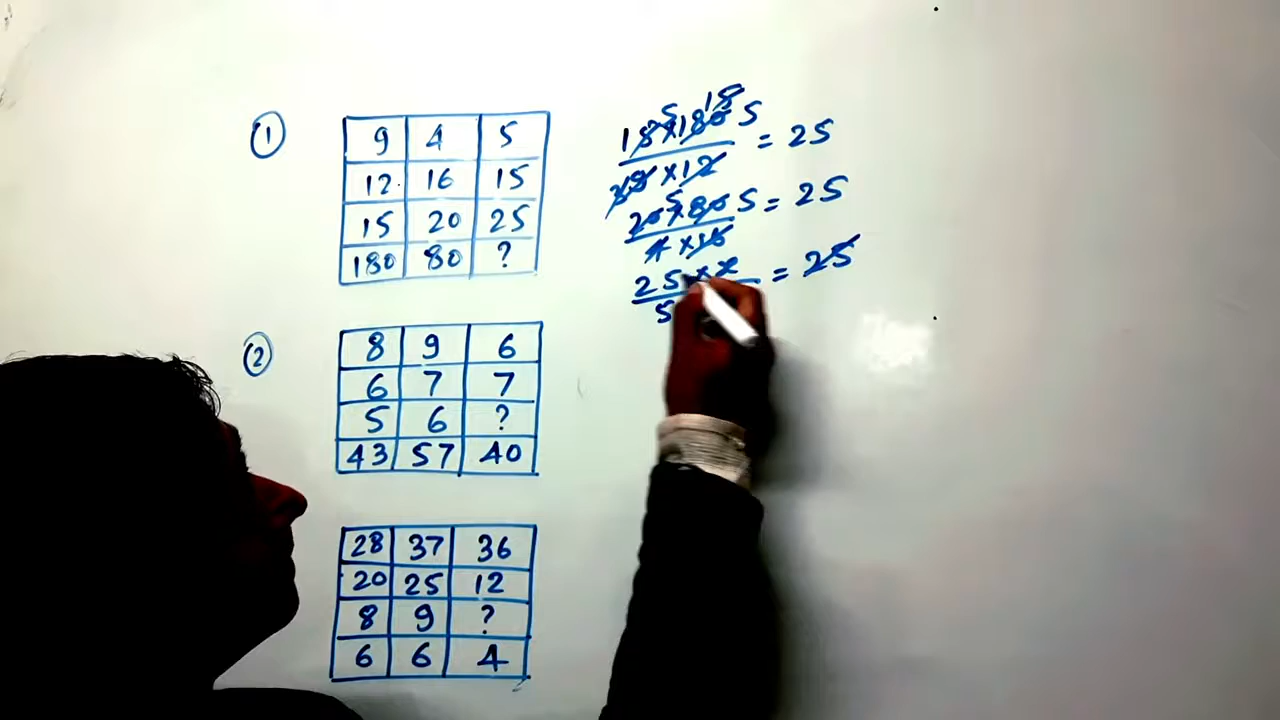 ①
9 4 5
12 16 15
15 20 25
180 80 ?
②
8 9 6
6 7 7
5 6 ?
43 57 40
28 37 36
20 25 12
8 9 ?
6 6 4
= 25
= 25
25 × x = 25
5